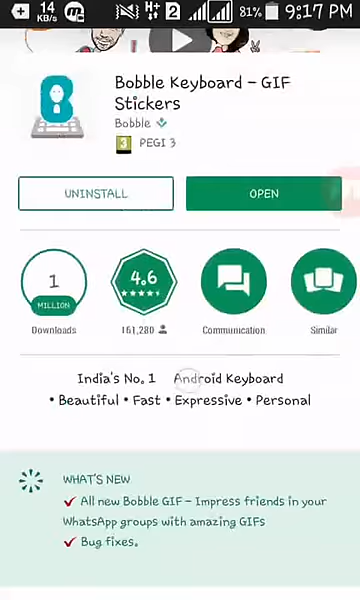 14
KB/s
H+
2
81%
9:17 PM
B
Bobble Keyboard – GIF
Stickers
Bobble
3 PEGI 3
UNINSTALL
OPEN
1
MILLION
4.6
Downloads
161,280
Communication
Similar
India's No. 1 Android Keyboard
• Beautiful • Fast • Expressive • Personal
WHAT'S NEW
All new Bobble GIF – Impress friends in your
WhatsApp groups with amazing GIFs
Bug fixes.